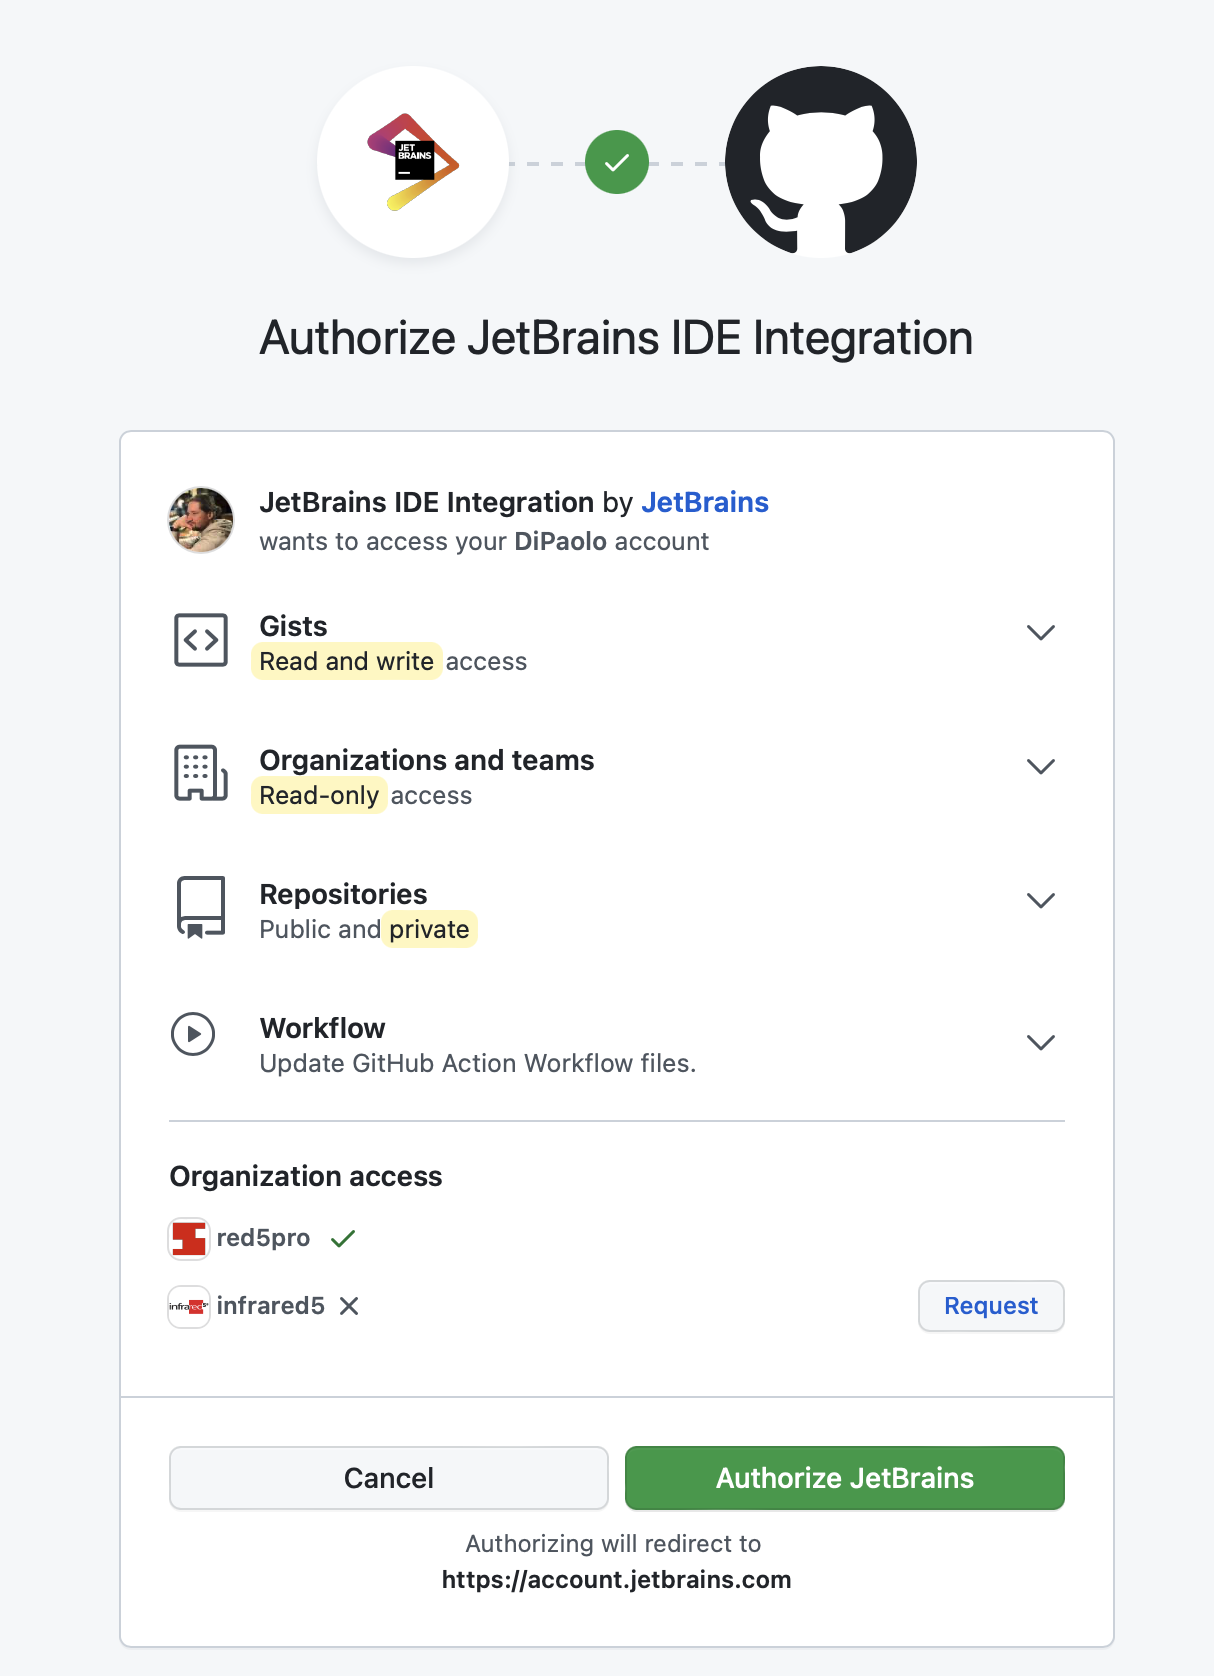 JET
BRAINS
Authorize JetBrains IDE Integration
JetBrains IDE Integration by JetBrains
wants to access your DiPaolo account
Gists
Read and write access
Organizations and teams
Read-only access
Repositories
Public and private
Workflow
Update GitHub Action Workflow files.
Organization access
red5pro
infrared5 infrared5
Request
Cancel
Authorize JetBrains
Authorizing will redirect to
https://account.jetbrains.com